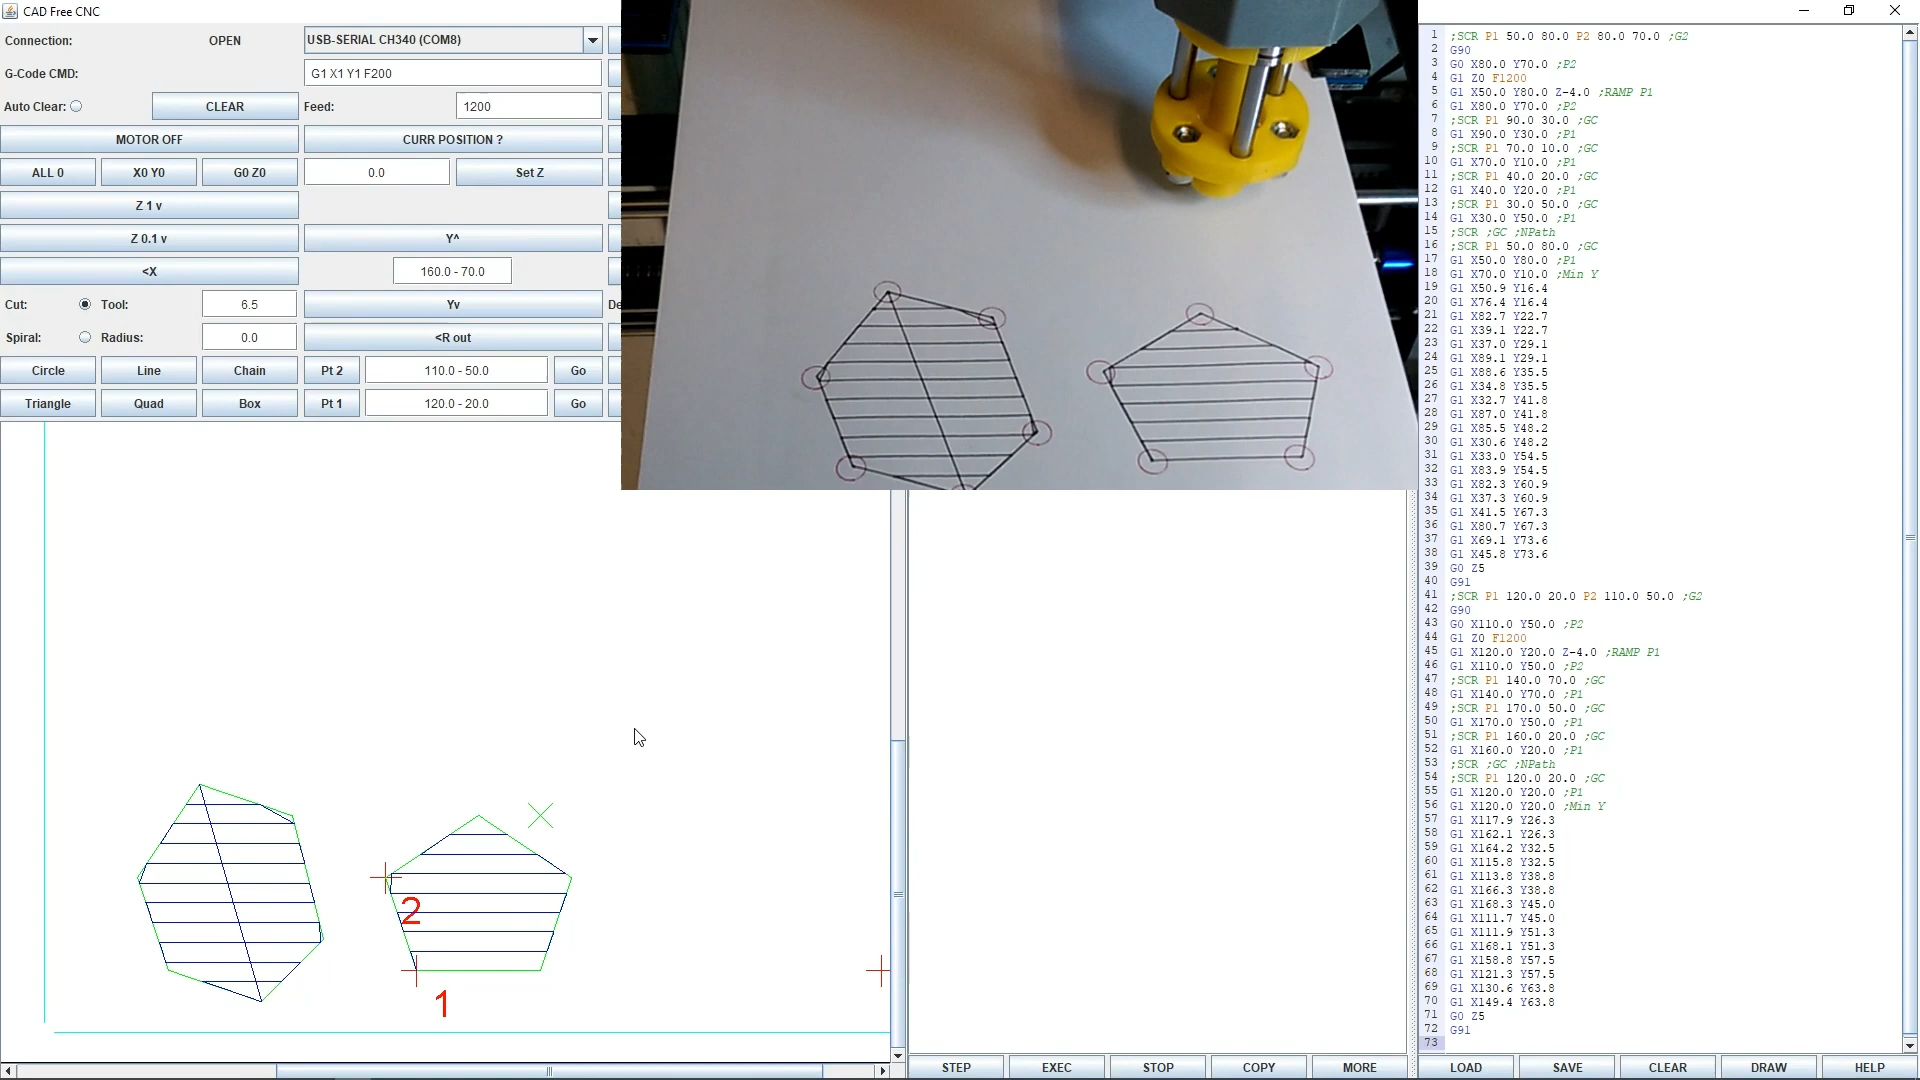 CAD Free CNC
Connection: OPEN USB-SERIAL CH340 (COM8)
G-Code CMD: G1 X1 Y1 F200
Auto Clear: CLEAR Feed: 1200
MOTOR OFF CURR POSITION ?
ALL 0 X0 Y0 G0 Z0 0.0 Set Z
Z 1 v
Z 0.1 v Y^
<X 160.0 - 70.0
Cut: Tool: 6.5 Yv De
Spiral: Radius: 0.0 <R out
Circle Line Chain Pt 2 110.0 - 50.0 Go
Triangle Quad Box Pt 1 120.0 - 20.0 Go
2
1
1 ;SCR P1 50.0 80.0 P2 80.0 70.0 ;G2
2 G90
3 G0 X80.0 Y70.0 ;P2
4 G1 Z0 F1200
5 G1 X50.0 Y80.0 Z-4.0 ;RAMP P1
6 G1 X80.0 Y70.0 ;P2
7 ;SCR P1 90.0 30.0 ;GC
8 G1 X90.0 Y30.0 ;P1
9 ;SCR P1 70.0 10.0 ;GC
10 G1 X70.0 Y10.0 ;P1
11 ;SCR P1 40.0 20.0 ;GC
12 G1 X40.0 Y20.0 ;P1
13 ;SCR P1 30.0 50.0 ;GC
14 G1 X30.0 Y50.0 ;P1
15 ;SCR ;GC ;NPath
16 ;SCR P1 50.0 80.0 ;GC
17 G1 X50.0 Y80.0 ;P1
18 G1 X70.0 Y10.0 ;Min Y
19 G1 X50.9 Y16.4
20 G1 X76.4 Y16.4
21 G1 X82.7 Y22.7
22 G1 X39.1 Y22.7
23 G1 X37.0 Y29.1
24 G1 X89.1 Y29.1
25 G1 X88.6 Y35.5
26 G1 X34.8 Y35.5
27 G1 X32.7 Y41.8
28 G1 X87.0 Y41.8
29 G1 X85.5 Y48.2
30 G1 X30.6 Y48.2
31 G1 X33.0 Y54.5
32 G1 X83.9 Y54.5
33 G1 X82.3 Y60.9
34 G1 X37.3 Y60.9
35 G1 X41.5 Y67.3
36 G1 X80.7 Y67.3
37 G1 X69.1 Y73.6
38 G1 X45.8 Y73.6
39 G0 Z5
40 G91
41 ;SCR P1 120.0 20.0 P2 110.0 50.0 ;G2
42 G90
43 G0 X110.0 Y50.0 ;P2
44 G1 Z0 F1200
45 G1 X120.0 Y20.0 Z-4.0 ;RAMP P1
46 G1 X110.0 Y50.0 ;P2
47 ;SCR P1 140.0 70.0 ;GC
48 G1 X140.0 Y70.0 ;P1
49 ;SCR P1 170.0 50.0 ;GC
50 G1 X170.0 Y50.0 ;P1
51 ;SCR P1 160.0 20.0 ;GC
52 G1 X160.0 Y20.0 ;P1
53 ;SCR ;GC ;NPath
54 ;SCR P1 120.0 20.0 ;GC
55 G1 X120.0 Y20.0 ;P1
56 G1 X120.0 Y20.0 ;Min Y
57 G1 X117.9 Y26.3
58 G1 X162.1 Y26.3
59 G1 X164.2 Y32.5
60 G1 X115.8 Y32.5
61 G1 X113.8 Y38.8
62 G1 X166.3 Y38.8
63 G1 X168.3 Y45.0
64 G1 X111.7 Y45.0
65 G1 X111.9 Y51.3
66 G1 X168.1 Y51.3
67 G1 X158.8 Y57.5
68 G1 X121.3 Y57.5
69 G1 X130.6 Y63.8
70 G1 X149.4 Y63.8
71 G0 Z5
72 G91
73
STEP EXEC STOP COPY MORE LOAD SAVE CLEAR DRAW HELP